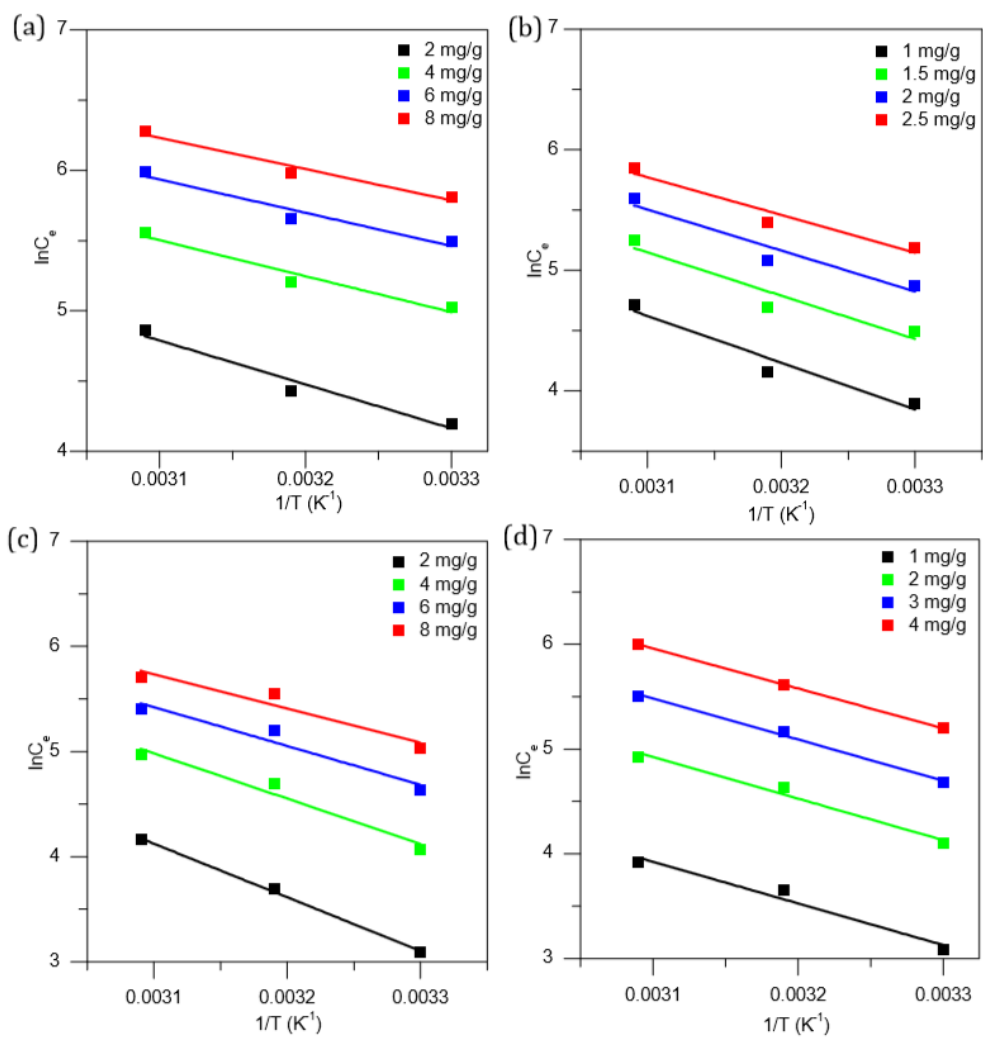 (a)
7
6
5
4
lnCₑ
2 mg/g
4 mg/g
6 mg/g
8 mg/g
0.0031 0.0032 0.0033
1/T (K⁻¹)
(b)
7
6
5
4
lnCₑ
1 mg/g
1.5 mg/g
2 mg/g
2.5 mg/g
0.0031 0.0032 0.0033
1/T (K⁻¹)
(c)
7
6
5
4
3
lnCₑ
2 mg/g
4 mg/g
6 mg/g
8 mg/g
0.0031 0.0032 0.0033
1/T (K⁻¹)
(d)
7
6
5
4
3
lnCₑ
1 mg/g
2 mg/g
3 mg/g
4 mg/g
0.0031 0.0032 0.0033
1/T (K⁻¹)